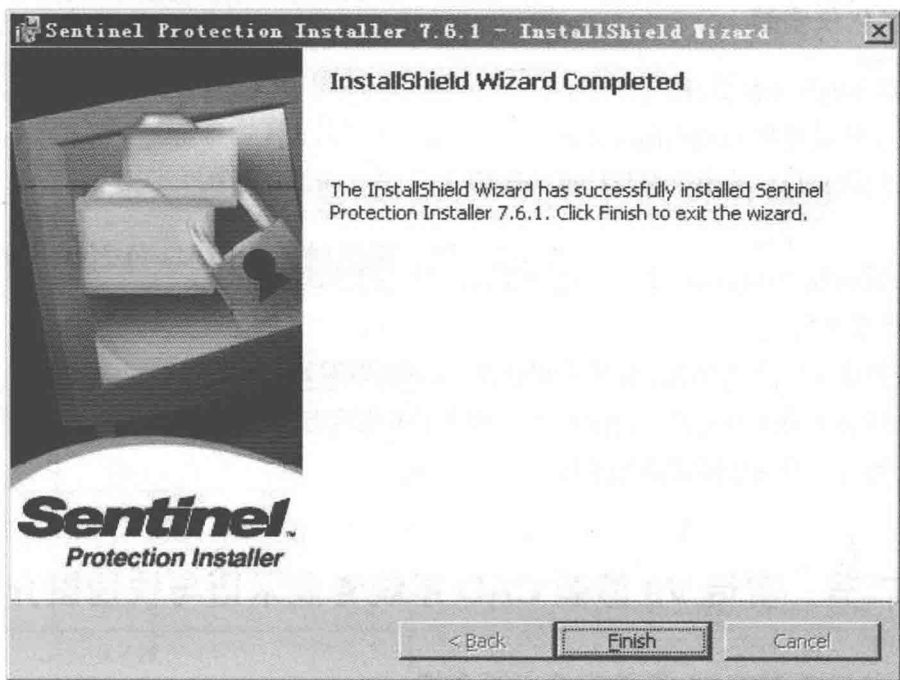 Sentinel Protection Installer 7.6.1 - InstallShield Wizard
InstallShield Wizard Completed
The InstallShield Wizard has successfully installed Sentinel
Protection Installer 7.6.1. Click Finish to exit the wizard.
Sentinel™
Protection Installer
< Back
Finish
Cancel